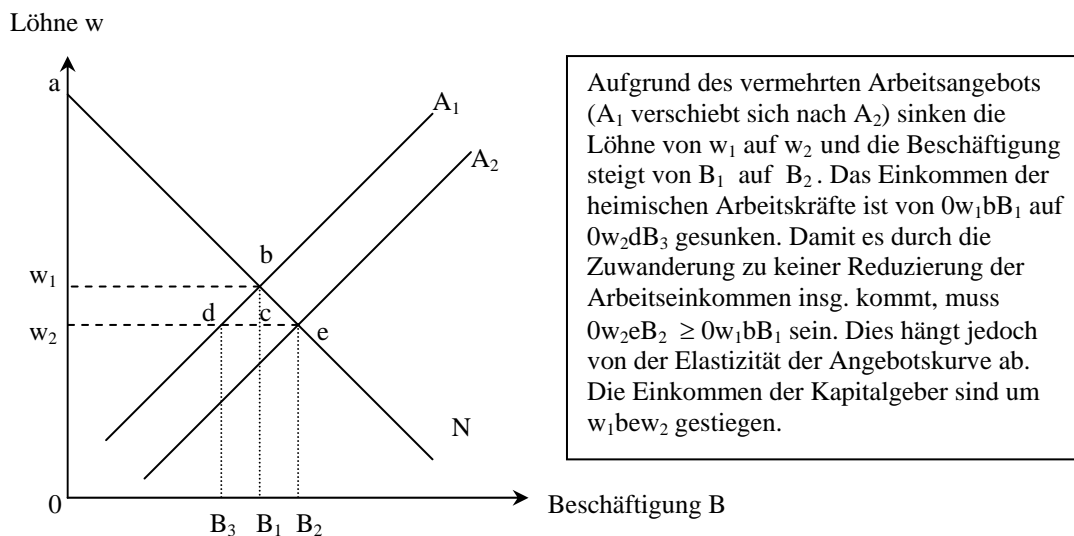 Löhne w
a
A₁
A₂
b
w₁
d
c
w₂
e
N
0
Beschäftigung B
B₃ B₁ B₂
Aufgrund des vermehrten Arbeitsangebots
(A₁ verschiebt sich nach A₂) sinken die
Löhne von w₁ auf w₂ und die Beschäftigung
steigt von B₁ auf B₂. Das Einkommen der
heimischen Arbeitskräfte ist von 0w₁bB₁ auf
0w₂dB₃ gesunken. Damit es durch die
Zuwanderung zu keiner Reduzierung der
Arbeitseinkommen insg. kommt, muss
0w₂eB₂ ≥ 0w₁bB₁ sein. Dies hängt jedoch
von der Elastizität der Angebotskurve ab.
Die Einkommen der Kapitalgeber sind um
w₁bew₂ gestiegen.